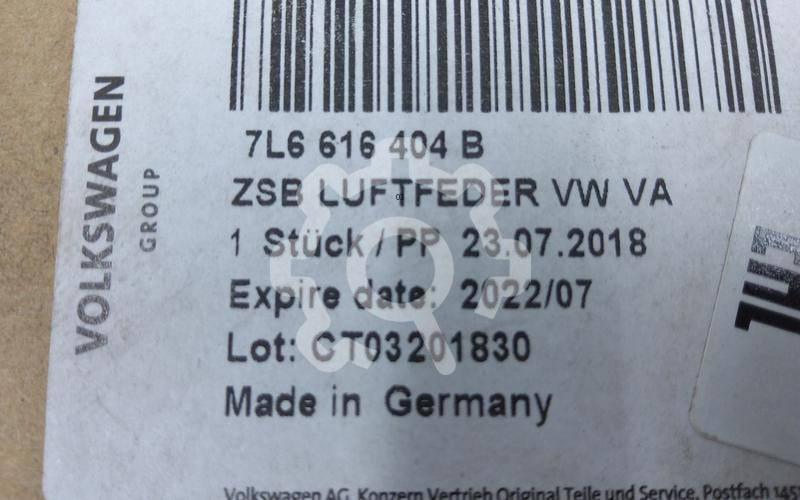 VOLKSWAGEN
GROUP
7L6 616 404 B
ZSB LUFTFEDER VW VA
1 Stück / PP 23.07.2018
Expire date: 2022/07
Lot: CT03201830
Made in Germany
Volkswagen AG, Konzern Vertrieb Original Teile und Service, Postfach